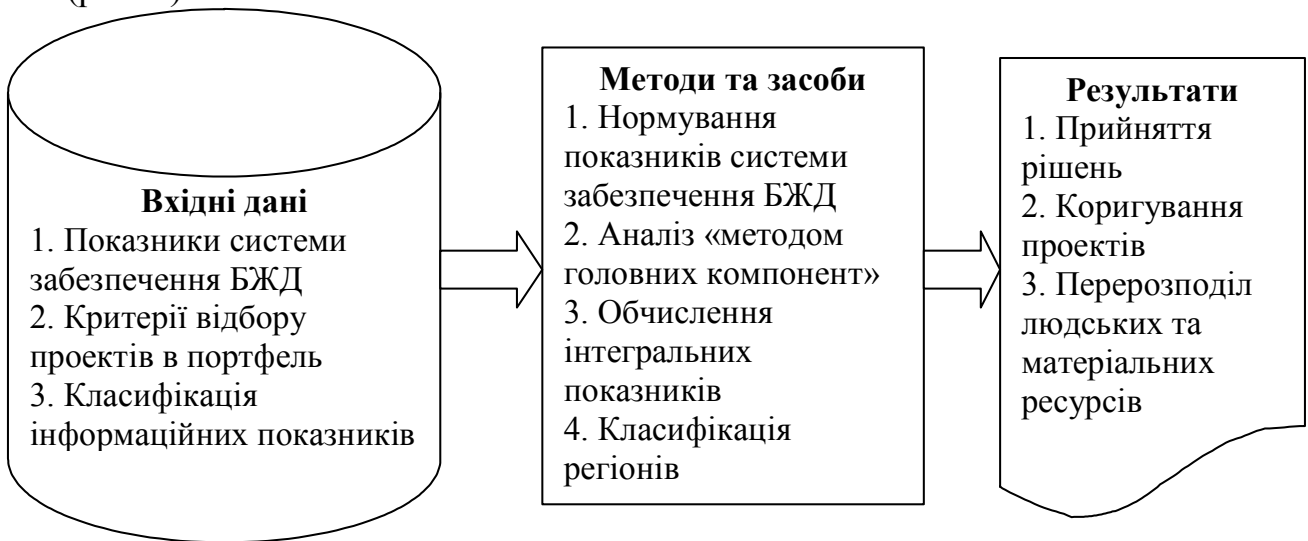 Вхідні дані
1. Показники системи
забезпечення БЖД
2. Критерії відбору
проектів в портфель
3. Класифікація
інформаційних показників
Методи та засоби
1. Нормування
показників системи
забезпечення БЖД
2. Аналіз «методом
головних компонент»
3. Обчислення
інтегральних
показників
4. Класифікація
регіонів
Результати
1. Прийняття
рішень
2. Коригування
проектів
3. Перерозподіл
людських та
матеріальних
ресурсів